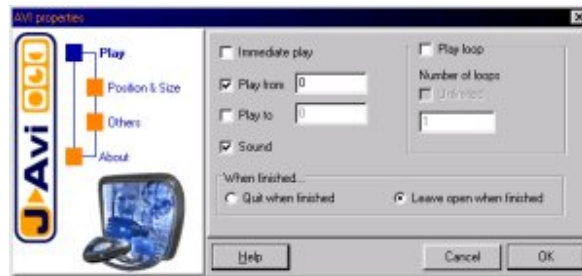 AVI properties
J-Avi
Play
Position & Size
Others
About
Immediate play
Play from 0
Play to 0
Sound
Play loop
Number of loops
Unlimited
1
When finished...
Quit when finished
Leave open when finished
Help
Cancel
OK